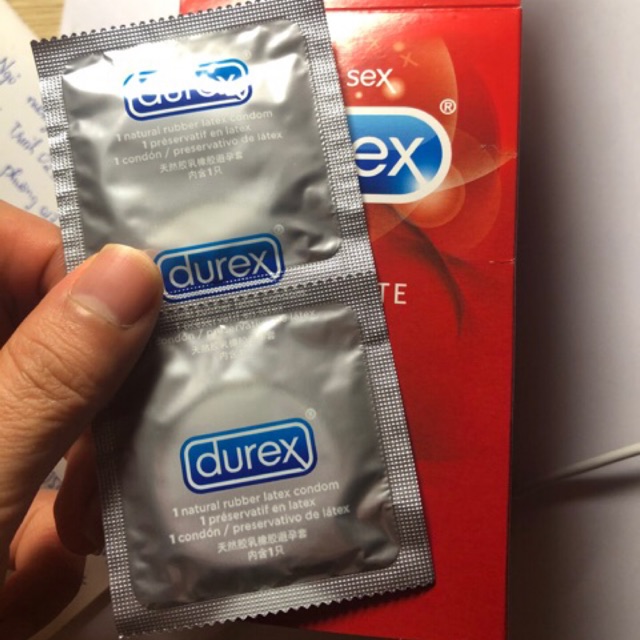 durex
1 natural rubber latex condom
1 préservatif en latex
1 condón / preservativo de látex
天然胶乳橡胶避孕套
内含1只
durex
durex®
1 natural rubber latex condom
1 préservatif en latex
1 condón / preservativo de látex
天然胶乳橡胶避孕套
内含1只
sex
ex®
TE